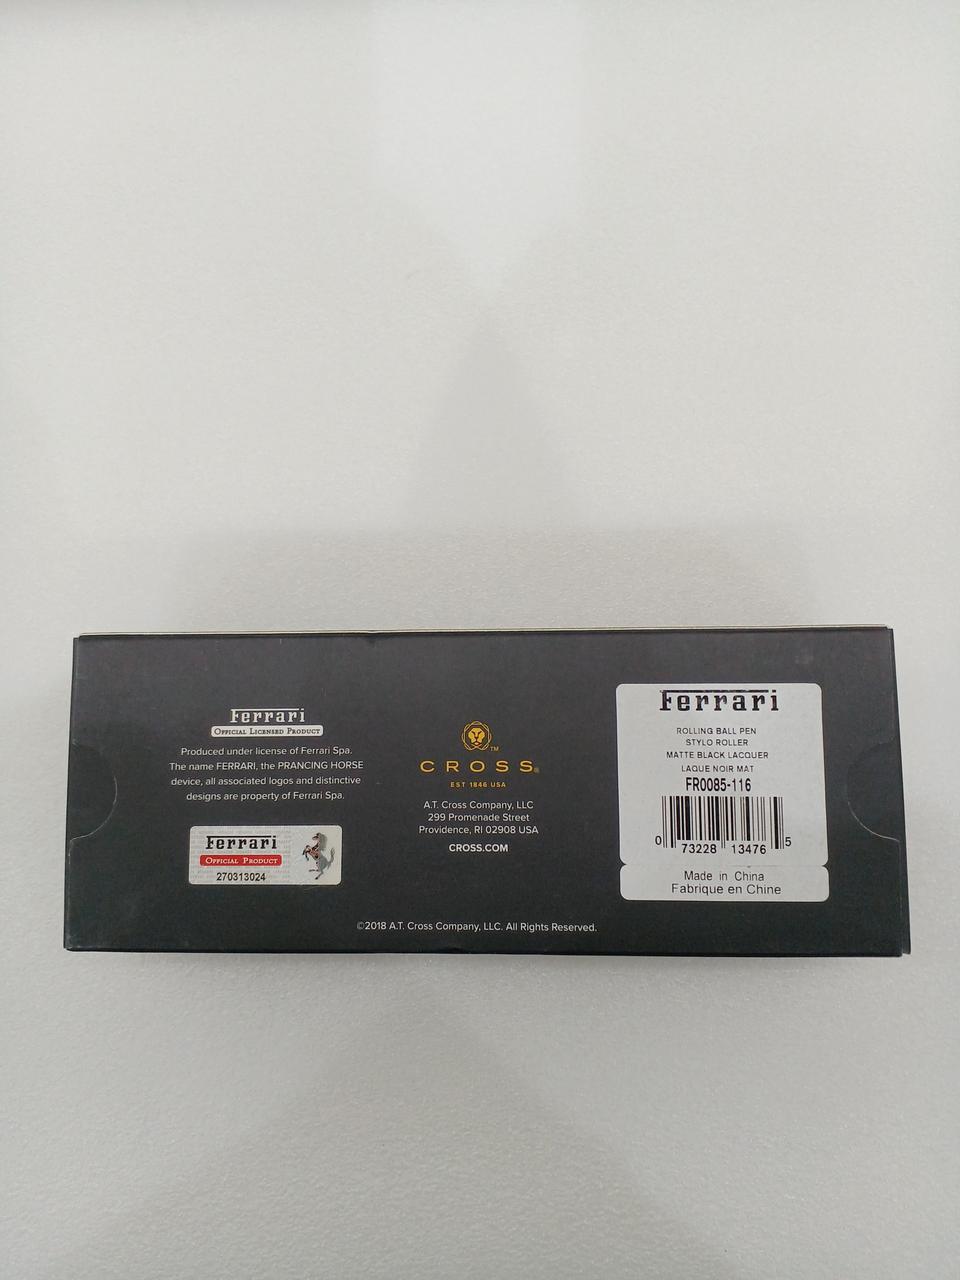 Ferrari
OFFICIAL LICENSED PRODUCT
Produced under license of Ferrari Spa.
The name FERRARI, the PRANCING HORSE
device, all associated logos and distinctive
designs are property of Ferrari Spa.
Ferrari
OFFICIAL PRODUCT
270313024
TM
CROSS®
EST 1846 USA
A.T. Cross Company, LLC
299 Promenade Street
Providence, RI 02908 USA
CROSS.COM
Ferrari
ROLLING BALL PEN
STYLO ROLLER
MATTE BLACK LACQUER
LAQUE NOIR MAT
FR0085-116
0 73228 13476 5
Made in China
Fabrique en Chine
©2018 A.T. Cross Company, LLC. All Rights Reserved.